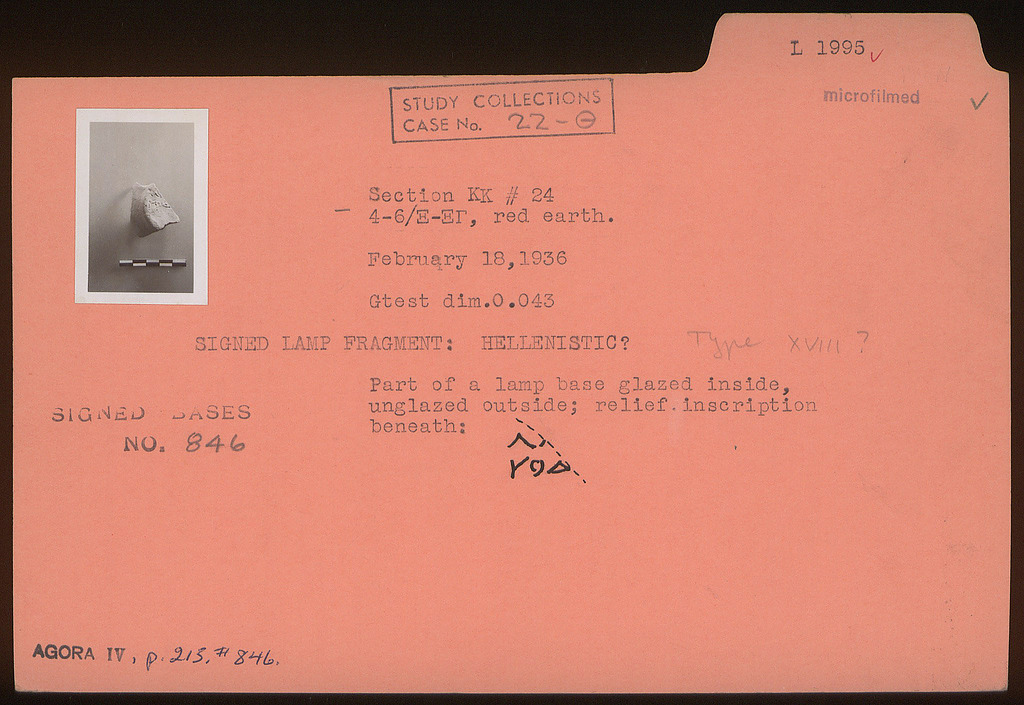 L 1995 ✓
microfilmed ✓
STUDY COLLECTIONS
CASE No. 22-Θ
Section KK # 24
4-6/Ξ-ΞΓ, red earth.
February 18,1936
Gtest dim.0.043
SIGNED LAMP FRAGMENT: HELLENISTIC? Type XVIII ?
Part of a lamp base glazed inside,
unglazed outside; relief.inscription
beneath:
SIGNED BASES
NO. 846
AGORA IV, p. 213, # 846.